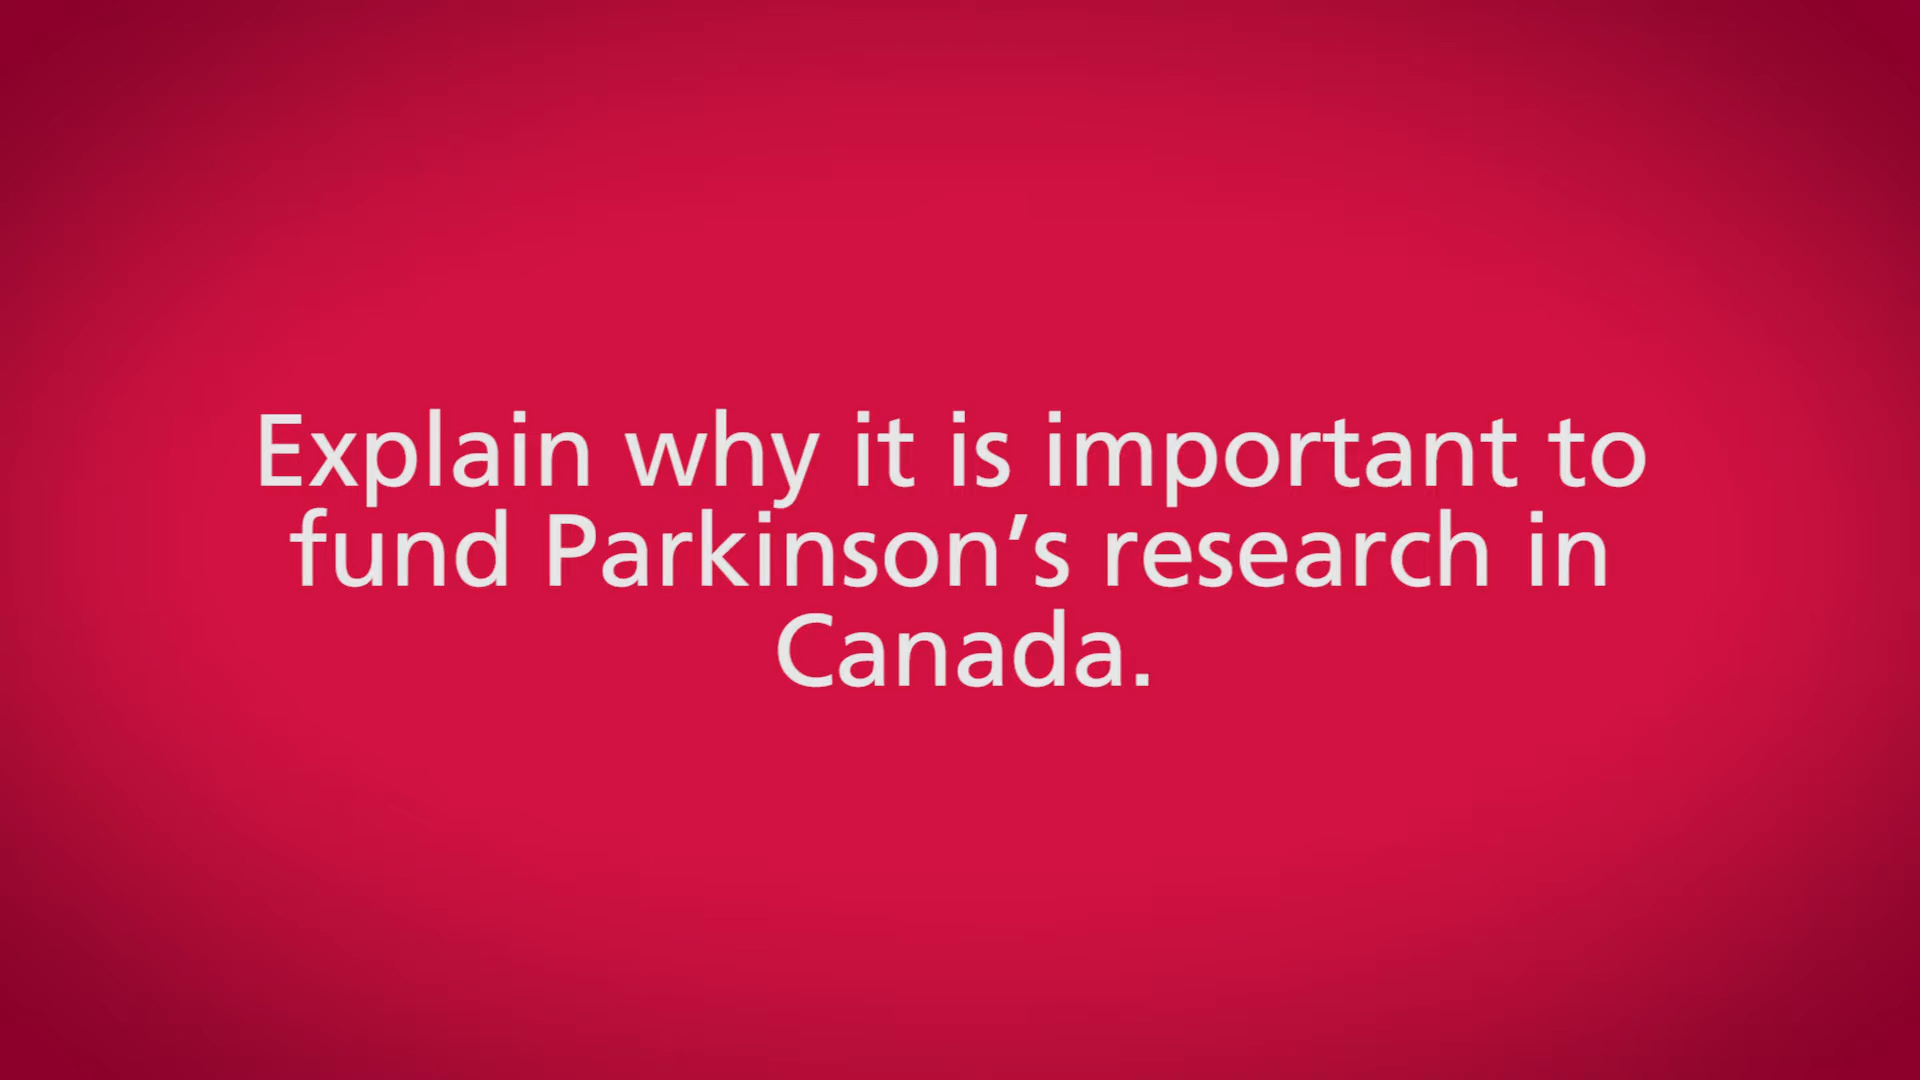 Explain why it is important to
fund Parkinson’s research in
Canada.